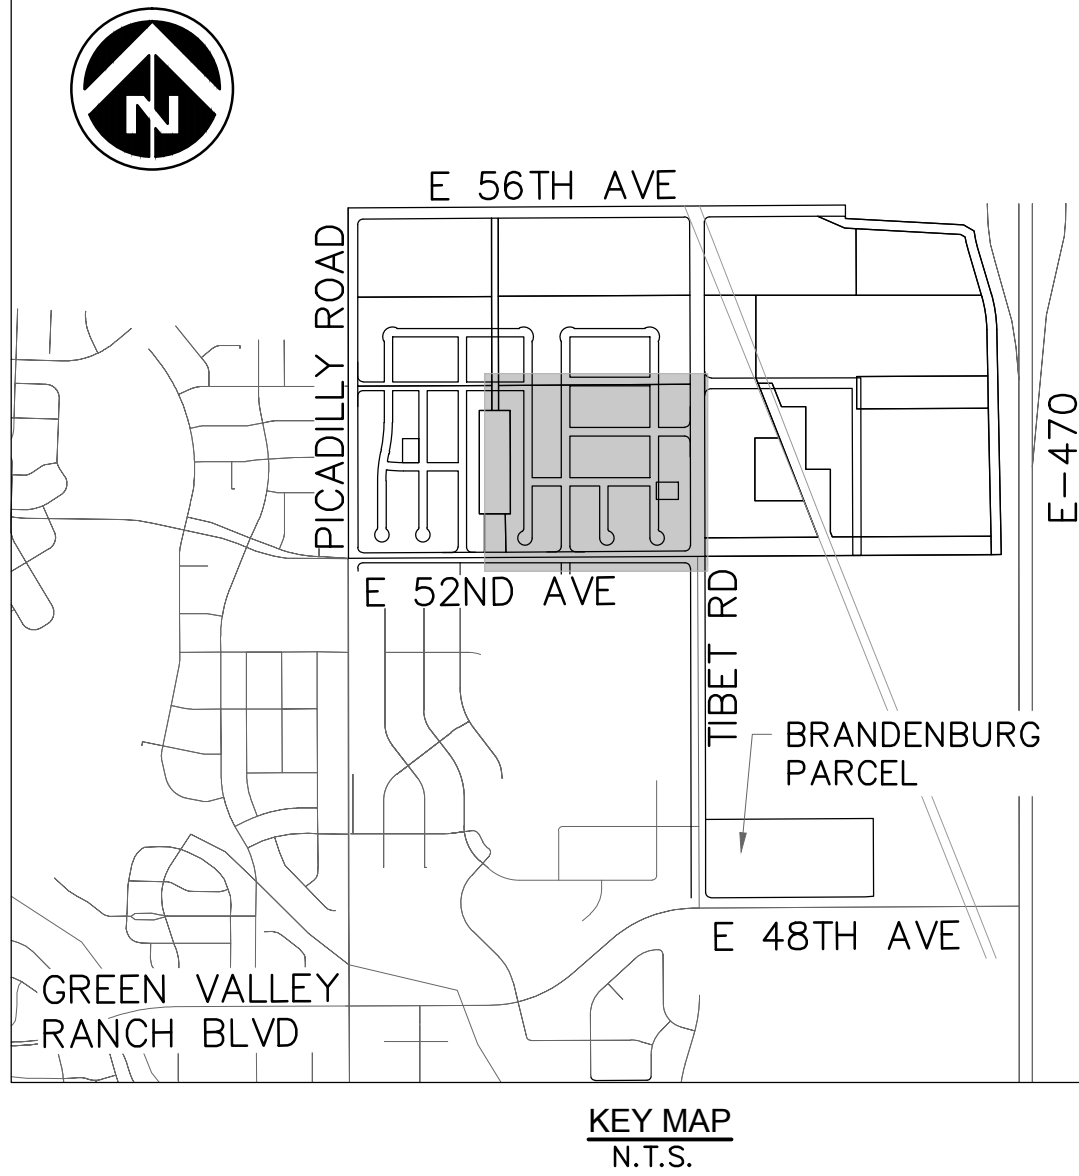 N
E 56TH AVE
PICADILLY ROAD
E-470
E 52ND AVE
TIBET RD
BRANDENBURG
PARCEL
E 48TH AVE
GREEN VALLEY
RANCH BLVD
KEY MAP
N.T.S.